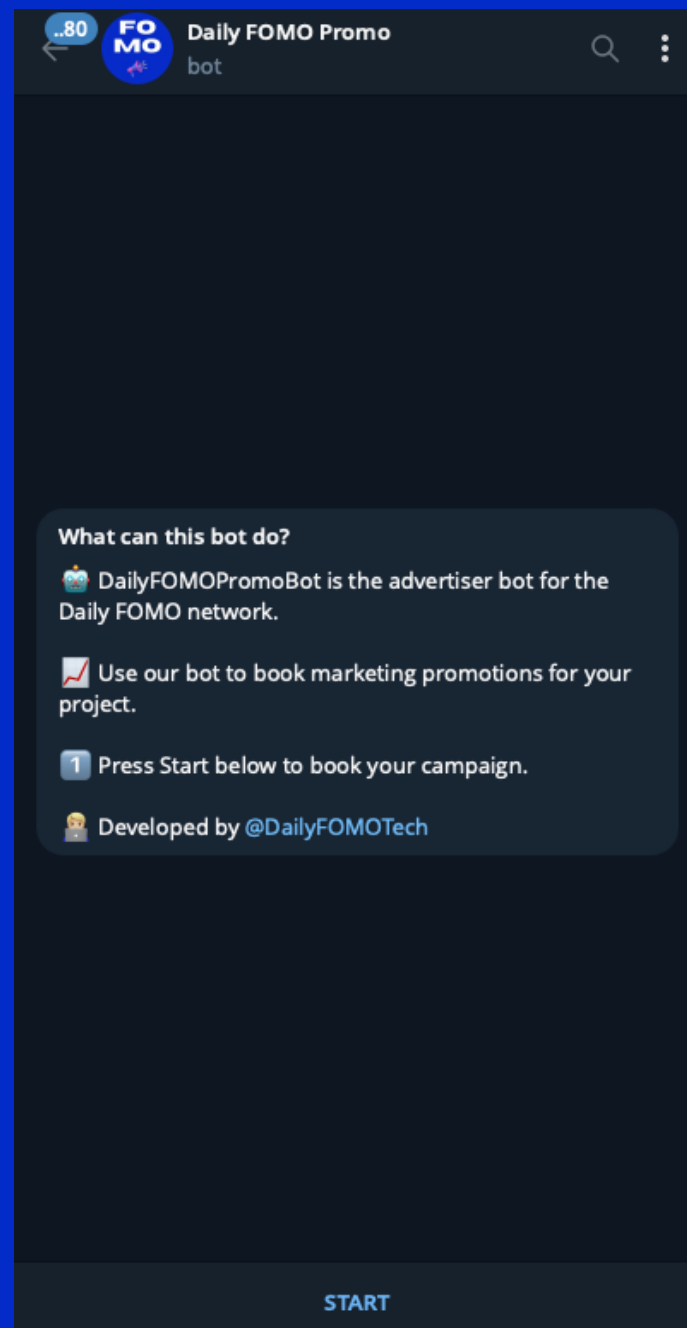 ..80
FO
MO
Daily FOMO Promo
bot
What can this bot do?
🤖 DailyFOMOPromoBot is the advertiser bot for the
Daily FOMO network.
📈 Use our bot to book marketing promotions for your
project.
1️⃣ Press Start below to book your campaign.
🧑🏼‍💻 Developed by @DailyFOMOTech
START